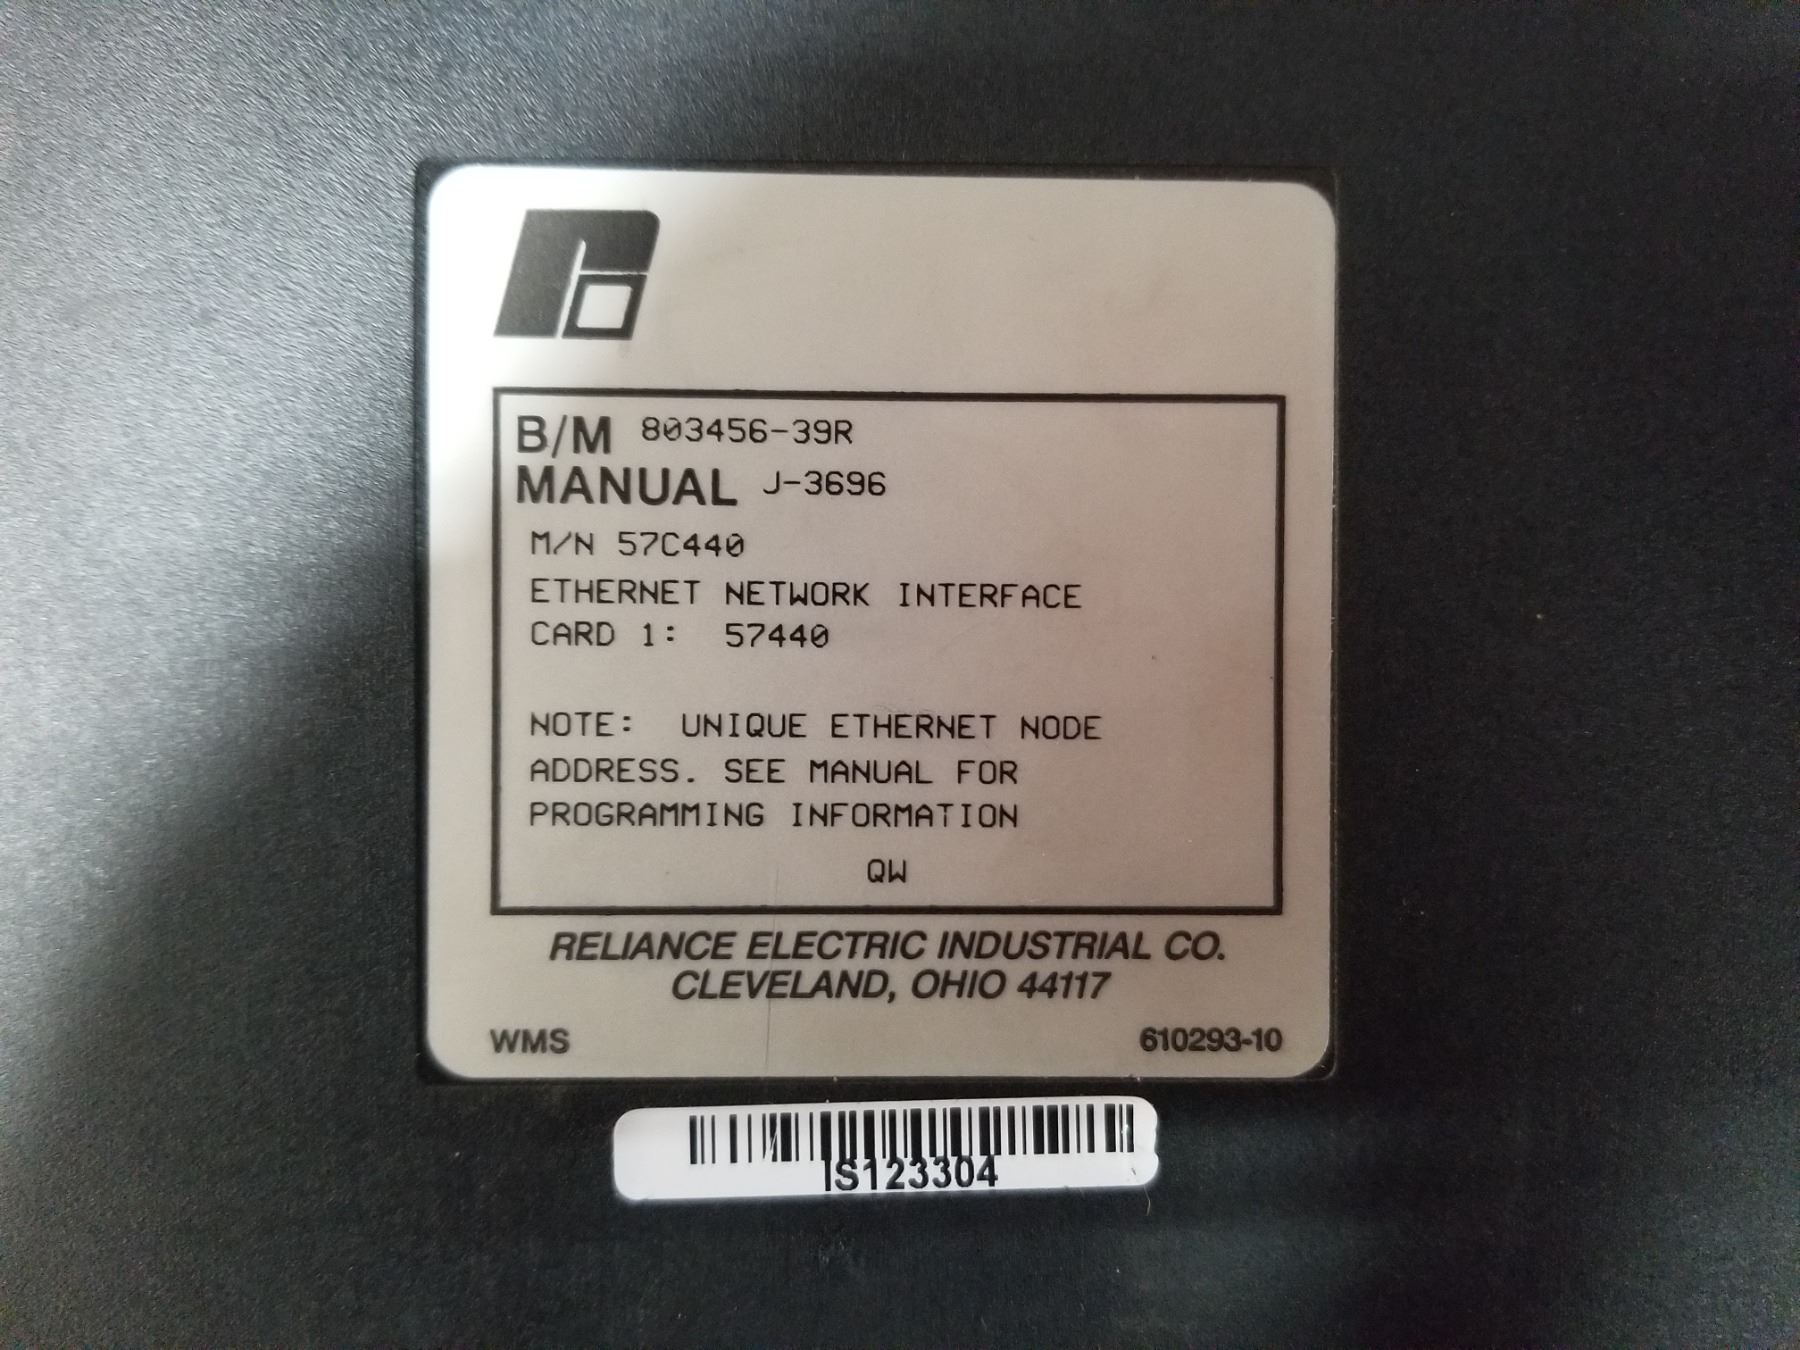 B/M 803456-39R
MANUAL J-3696
M/N 57C440
ETHERNET NETWORK INTERFACE
CARD 1: 57440
NOTE: UNIQUE ETHERNET NODE
ADDRESS. SEE MANUAL FOR
PROGRAMMING INFORMATION
QW
RELIANCE ELECTRIC INDUSTRIAL CO.
CLEVELAND, OHIO 44117
WMS 610293-10
IS123304